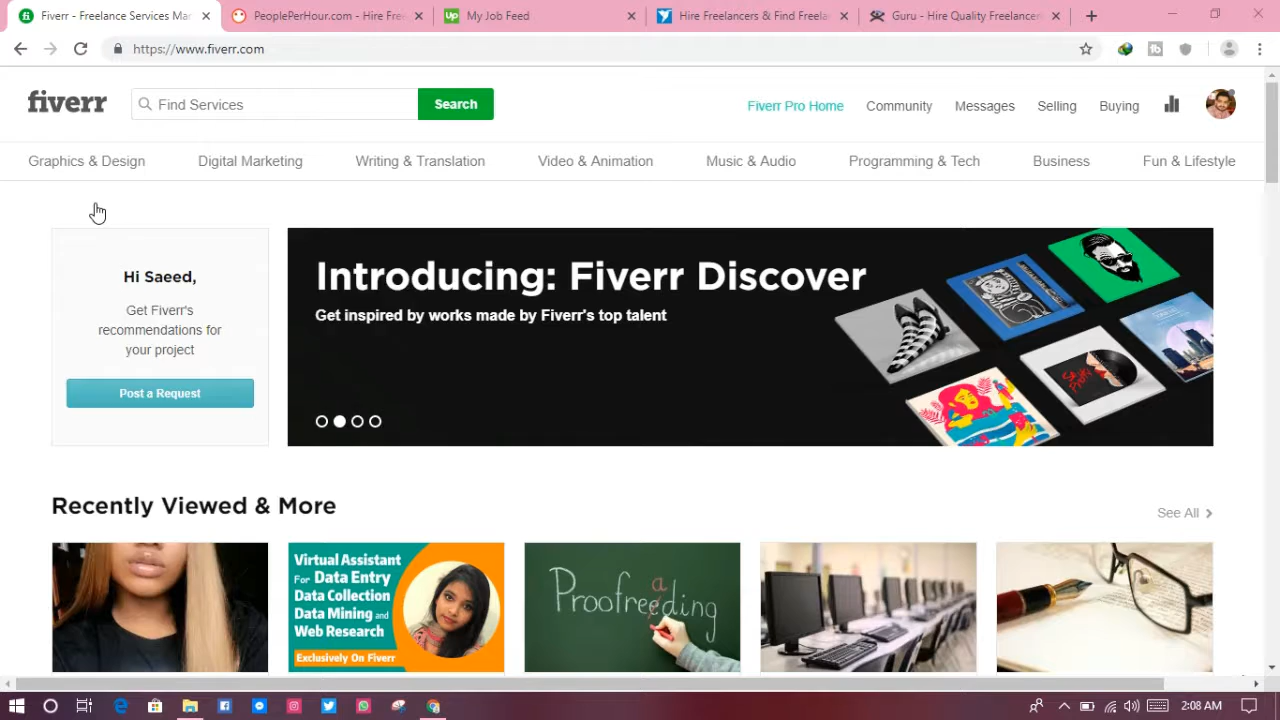 Fiverr - Freelance Services Mar
PeoplePerHour.com - Hire Free
My Job Feed
Hire Freelancers & Find Freela
Guru - Hire Quality Freelancer
https://www.fiverr.com
fiverr
Find Services
Search
Fiverr Pro Home
Community
Messages
Selling
Buying
Graphics & Design
Digital Marketing
Writing & Translation
Video & Animation
Music & Audio
Programming & Tech
Business
Fun & Lifestyle
Hi Saeed,
Get Fiverr's
recommendations for
your project
Post a Request
Introducing: Fiverr Discover
Get inspired by works made by Fiverr's top talent
Recently Viewed & More
See All
Virtual Assistant
For Data Entry
Data Collection
Data Mining and
Web Research
Exclusively On Fiverr
a
Proofreeding
2:08 AM